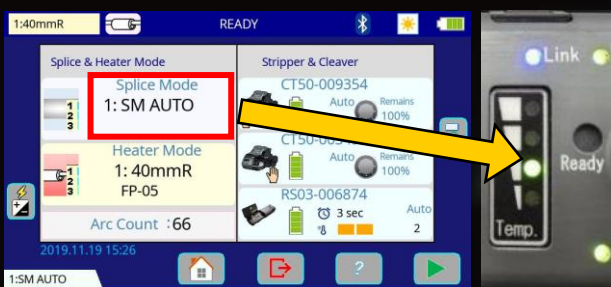 1:40mmR
READY
Splice & Heater Mode
Splice Mode
1: SM AUTO
1
2
3
Heater Mode
1: 40mmR
FP-05
1
2
3
Arc Count :66
2019.11.19 15:26
1:SM AUTO
Stripper & Cleaver
CT50-009354
Auto
Remains
100%
Auto
Remains
100%
RS03-006874
3 sec
Auto
2
?
Link
Ready
Temp.